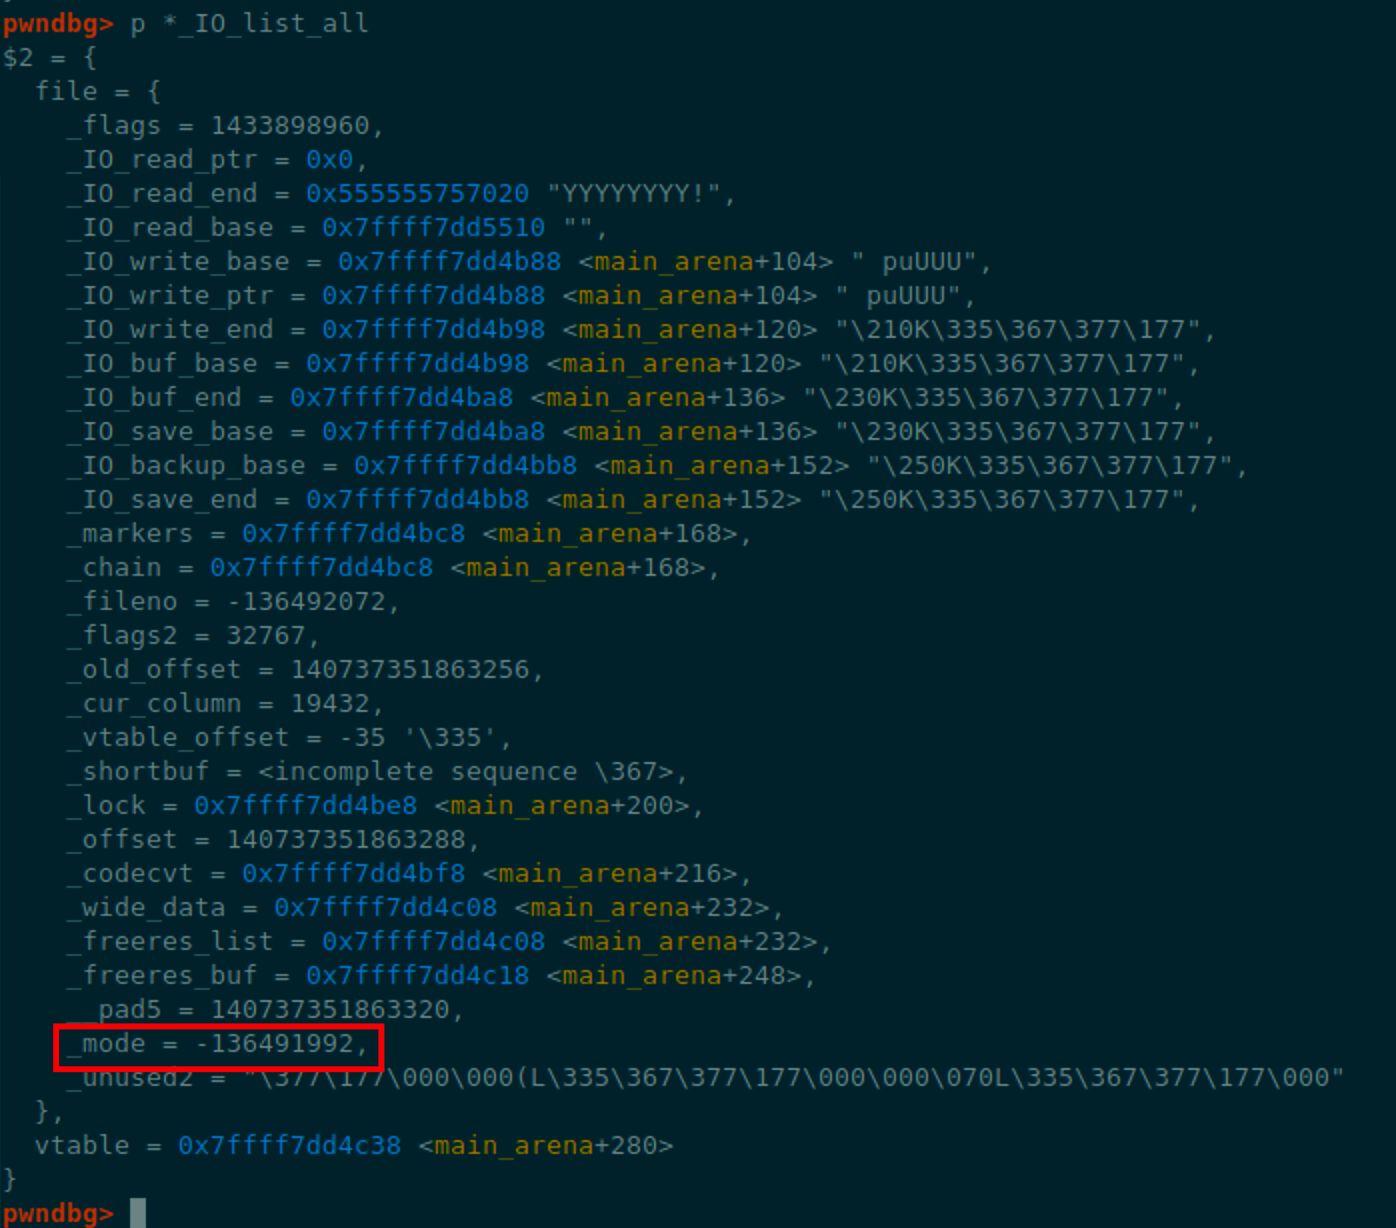 pwndbg> p *_IO_list_all
$2 = {
  file = {
    _flags = 1433898960,
    _IO_read_ptr = 0x0,
    _IO_read_end = 0x555555757020 "YYYYYYYY!",
    _IO_read_base = 0x7ffff7dd5510 "",
    _IO_write_base = 0x7ffff7dd4b88 <main_arena+104> " puUUU",
    _IO_write_ptr = 0x7ffff7dd4b88 <main_arena+104> " puUUU",
    _IO_write_end = 0x7ffff7dd4b98 <main_arena+120> "\210K\335\367\377\177",
    _IO_buf_base = 0x7ffff7dd4b98 <main_arena+120> "\210K\335\367\377\177",
    _IO_buf_end = 0x7ffff7dd4ba8 <main_arena+136> "\230K\335\367\377\177",
    _IO_save_base = 0x7ffff7dd4ba8 <main_arena+136> "\230K\335\367\377\177",
    _IO_backup_base = 0x7ffff7dd4bb8 <main_arena+152> "\250K\335\367\377\177",
    _IO_save_end = 0x7ffff7dd4bb8 <main_arena+152> "\250K\335\367\377\177",
    _markers = 0x7ffff7dd4bc8 <main_arena+168>,
    _chain = 0x7ffff7dd4bc8 <main_arena+168>,
    _fileno = -136492072,
    _flags2 = 32767,
    _old_offset = 140737351863256,
    _cur_column = 19432,
    _vtable_offset = -35 '\335',
    _shortbuf = <incomplete sequence \367>,
    _lock = 0x7ffff7dd4be8 <main_arena+200>,
    _offset = 140737351863288,
    _codecvt = 0x7ffff7dd4bf8 <main_arena+216>,
    _wide_data = 0x7ffff7dd4c08 <main_arena+232>,
    _freeres_list = 0x7ffff7dd4c08 <main_arena+232>,
    _freeres_buf = 0x7ffff7dd4c18 <main_arena+248>,
    __pad5 = 140737351863320,
    _mode = -136491992,
    _unused2 = "\377\177\000\000(L\335\367\377\177\000\000\070L\335\367\377\177\000"
  },
  vtable = 0x7ffff7dd4c38 <main_arena+280>
}
pwndbg>